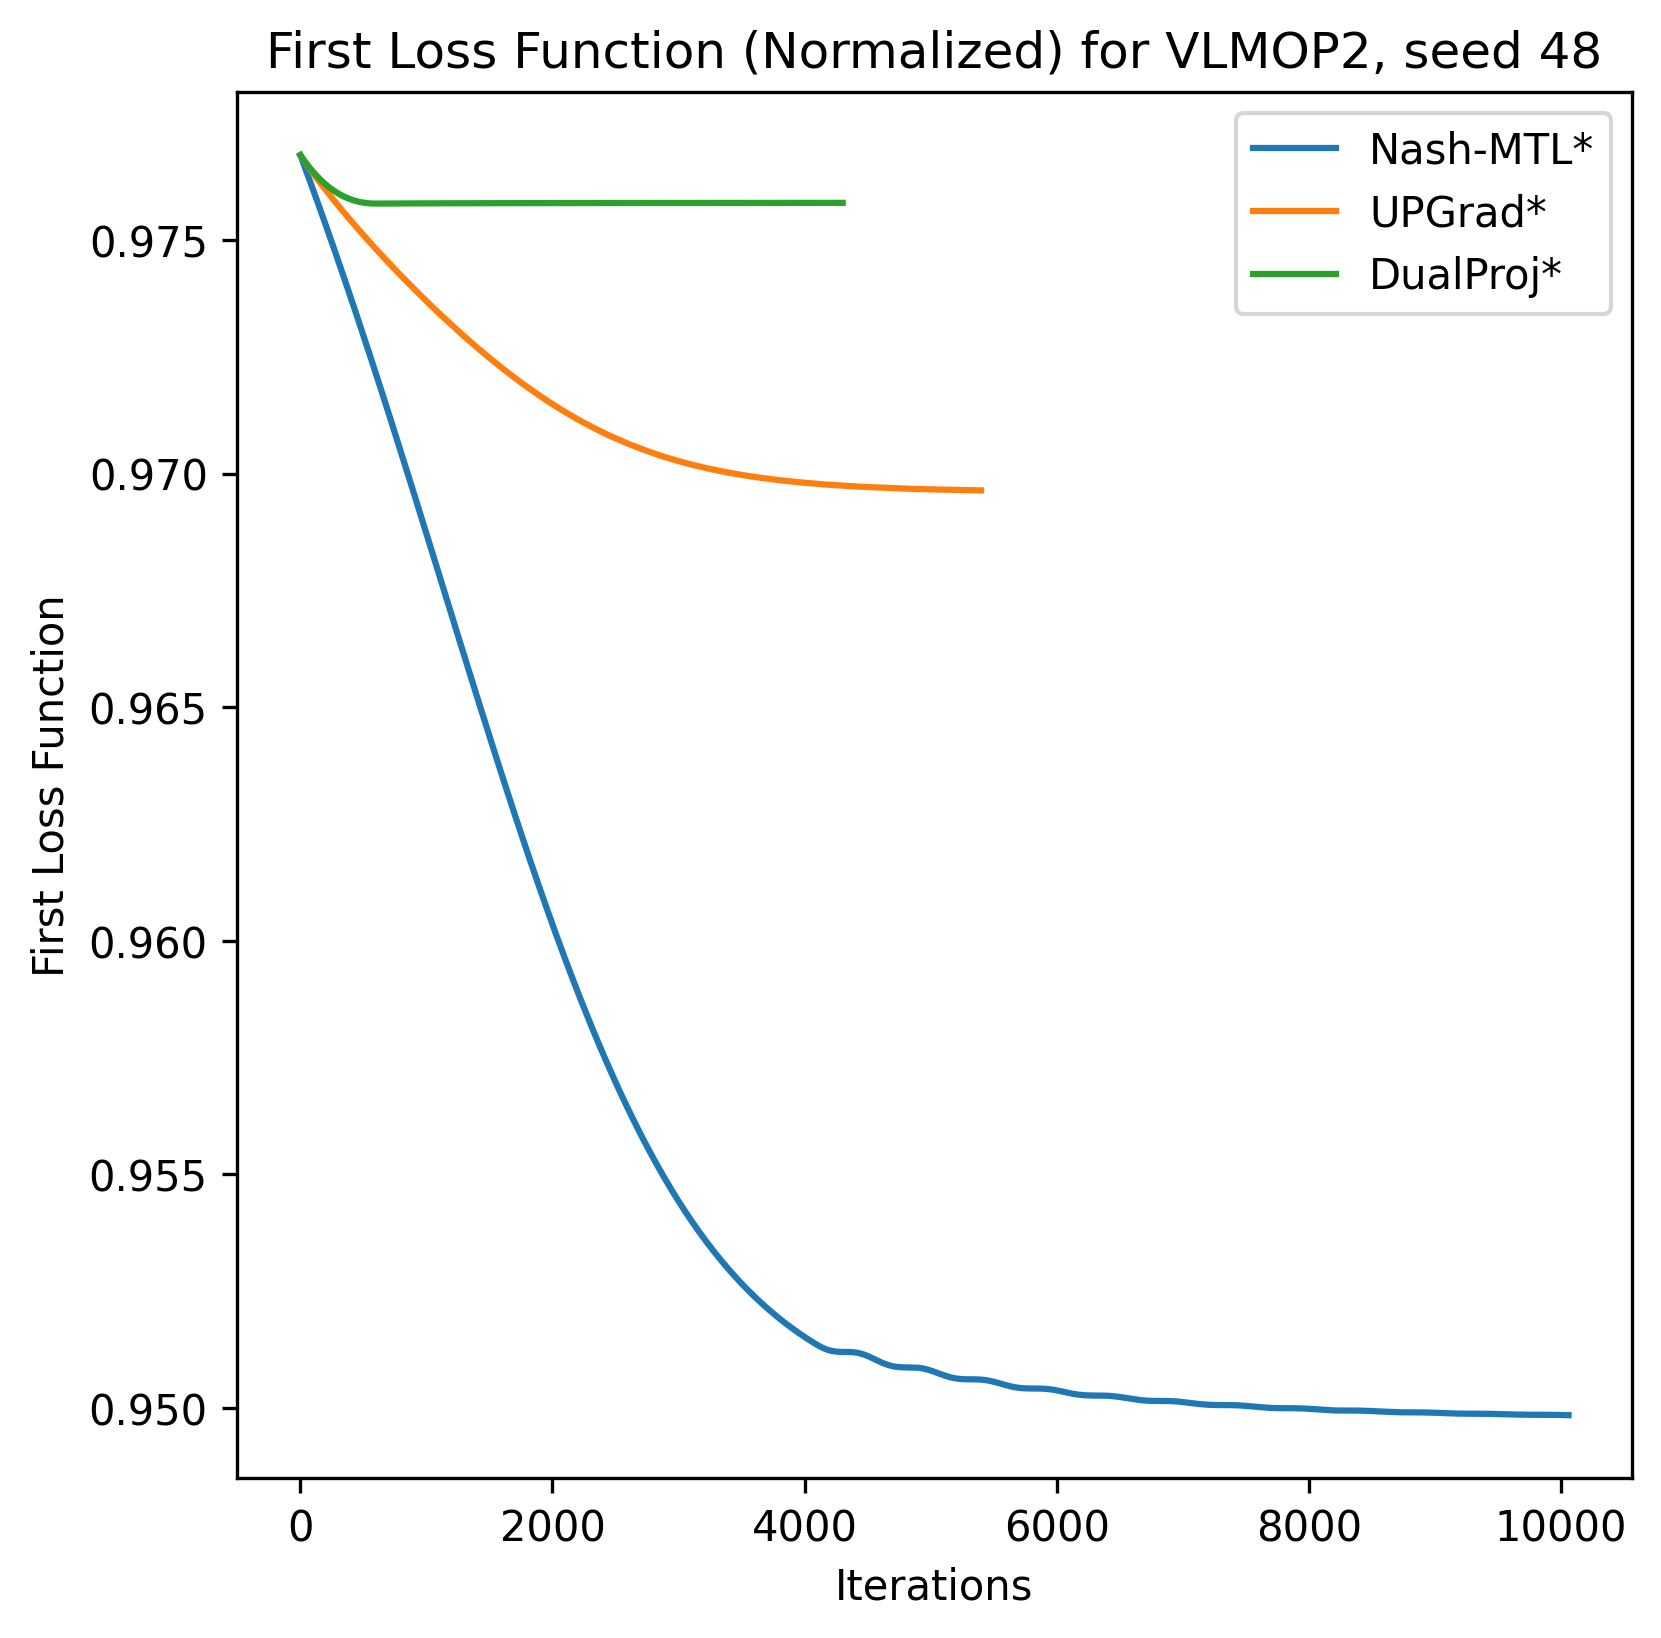 First Loss Function (Normalized) for VLMOP2, seed 48
Nash-MTL*
UPGrad*
DualProj*
First Loss Function
0.975
0.970
0.965
0.960
0.955
0.950
0 2000 4000 6000 8000 10000
Iterations